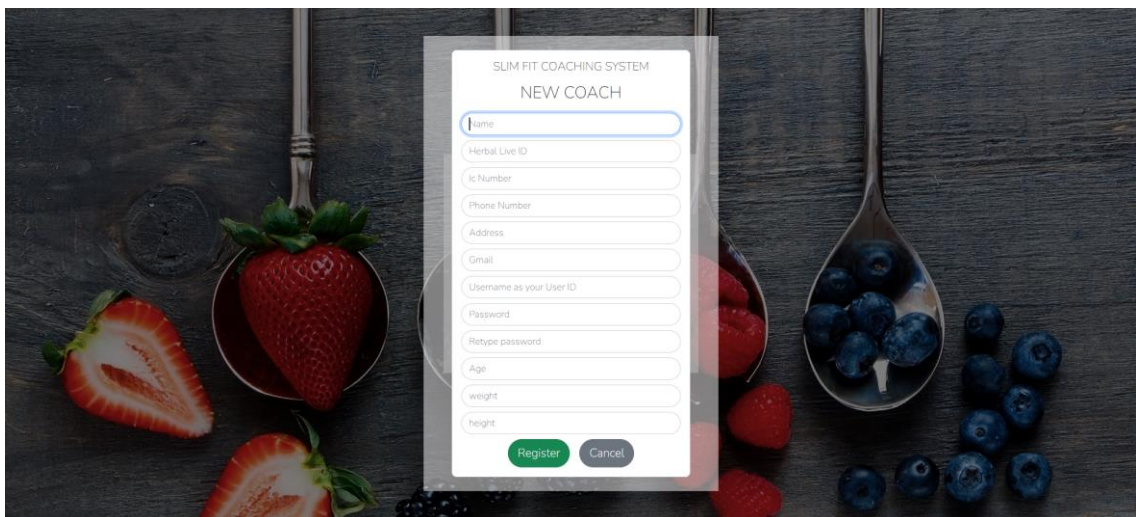 SLIM FIT COACHING SYSTEM
NEW COACH
Name
Herbal Live ID
Ic Number
Phone Number
Address
Gmail
Username as your User ID
Password
Retype password
Age
weight
height
Register Cancel